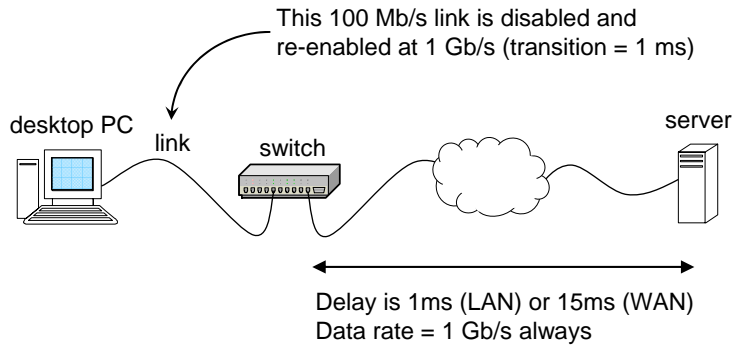 This 100 Mb/s link is disabled and
re-enabled at 1 Gb/s (transition = 1 ms)
desktop PC
link
switch
server
Delay is 1ms (LAN) or 15ms (WAN)
Data rate = 1 Gb/s always